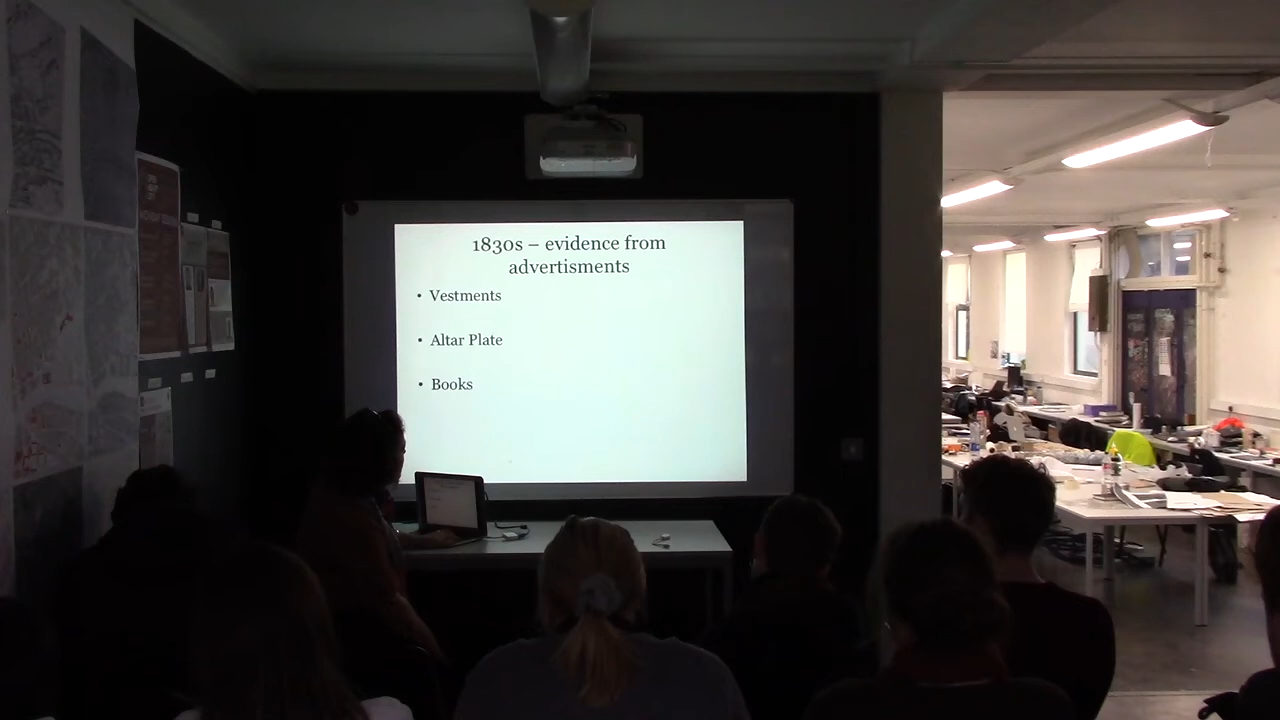 1830s – evidence from
advertisments
• Vestments
• Altar Plate
• Books